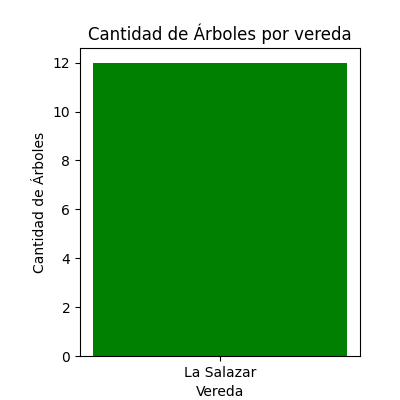 Cantidad de Árboles por vereda
Cantidad de Árboles
12
10
8
6
4
2
0
La Salazar
Vereda